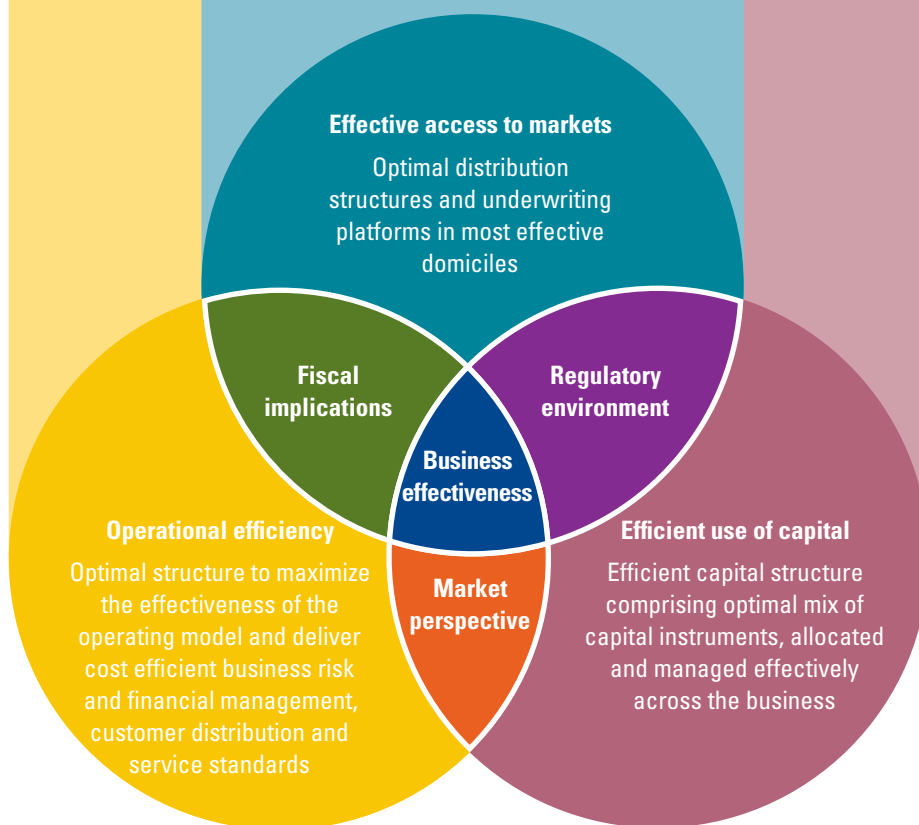 Effective access to markets
Optimal distribution
structures and underwriting
platforms in most effective
domiciles
Fiscal
implications
Regulatory
environment
Business
effectiveness
Operational efficiency
Optimal structure to maximize
the effectiveness of the
operating model and deliver
cost efficient business risk
and financial management,
customer distribution and
service standards
Market
perspective
Efficient use of capital
Efficient capital structure
comprising optimal mix of
capital instruments, allocated
and managed effectively
across the business